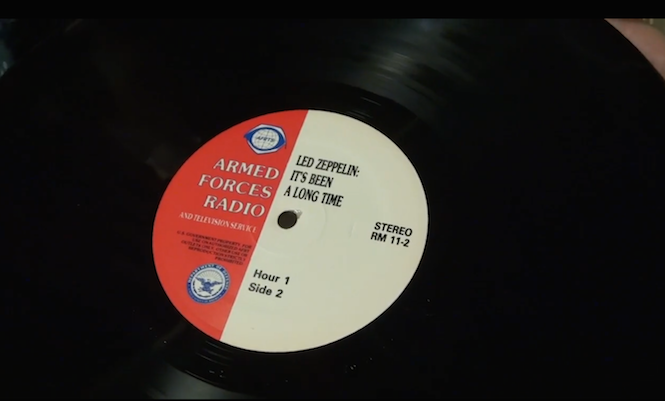 AFRTS
ARMED
FORCES
RADIO
AND TELEVISION SERVICE
LED ZEPPELIN:
IT'S BEEN
A LONG TIME
STEREO
RM 11-2
Hour 1
Side 2